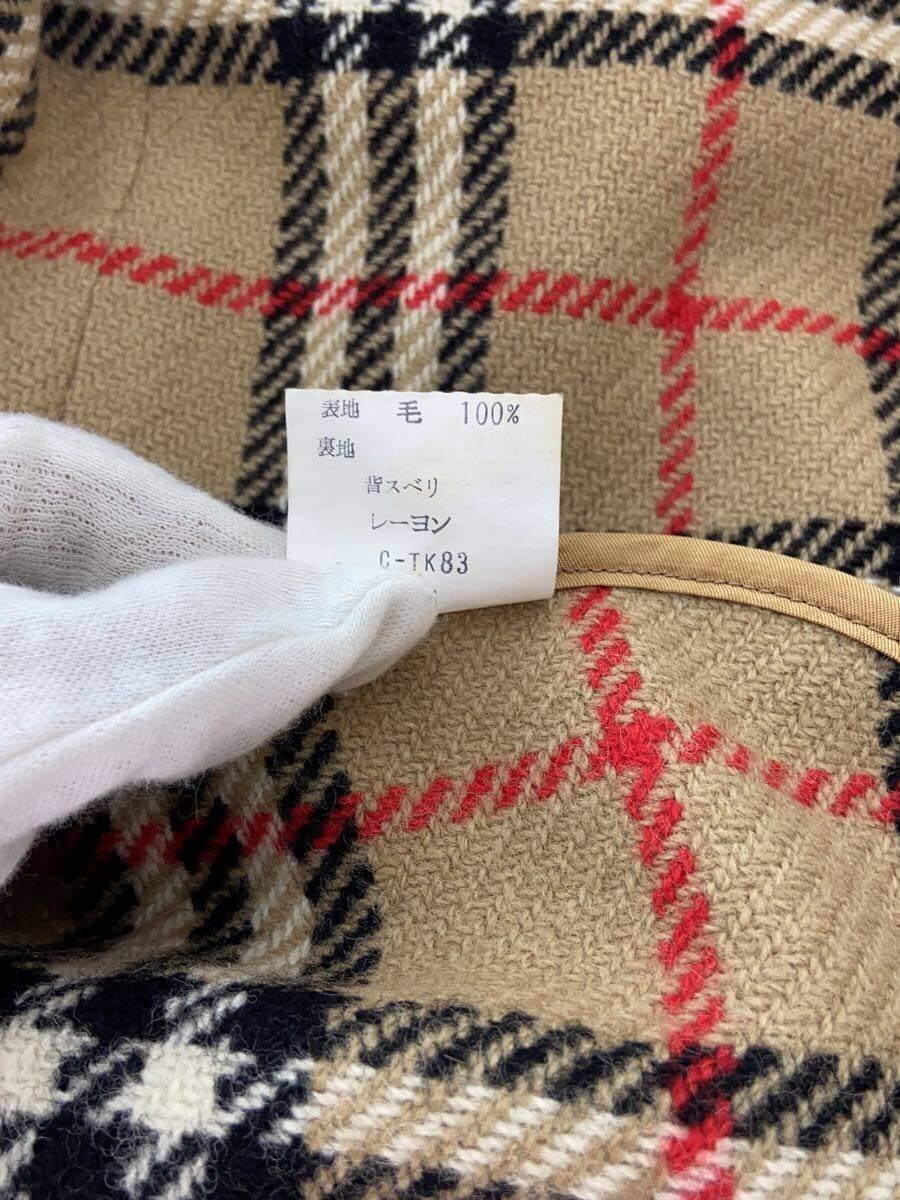 表地 毛 100%
裏地
背スベリ
レーヨン
C-TK83